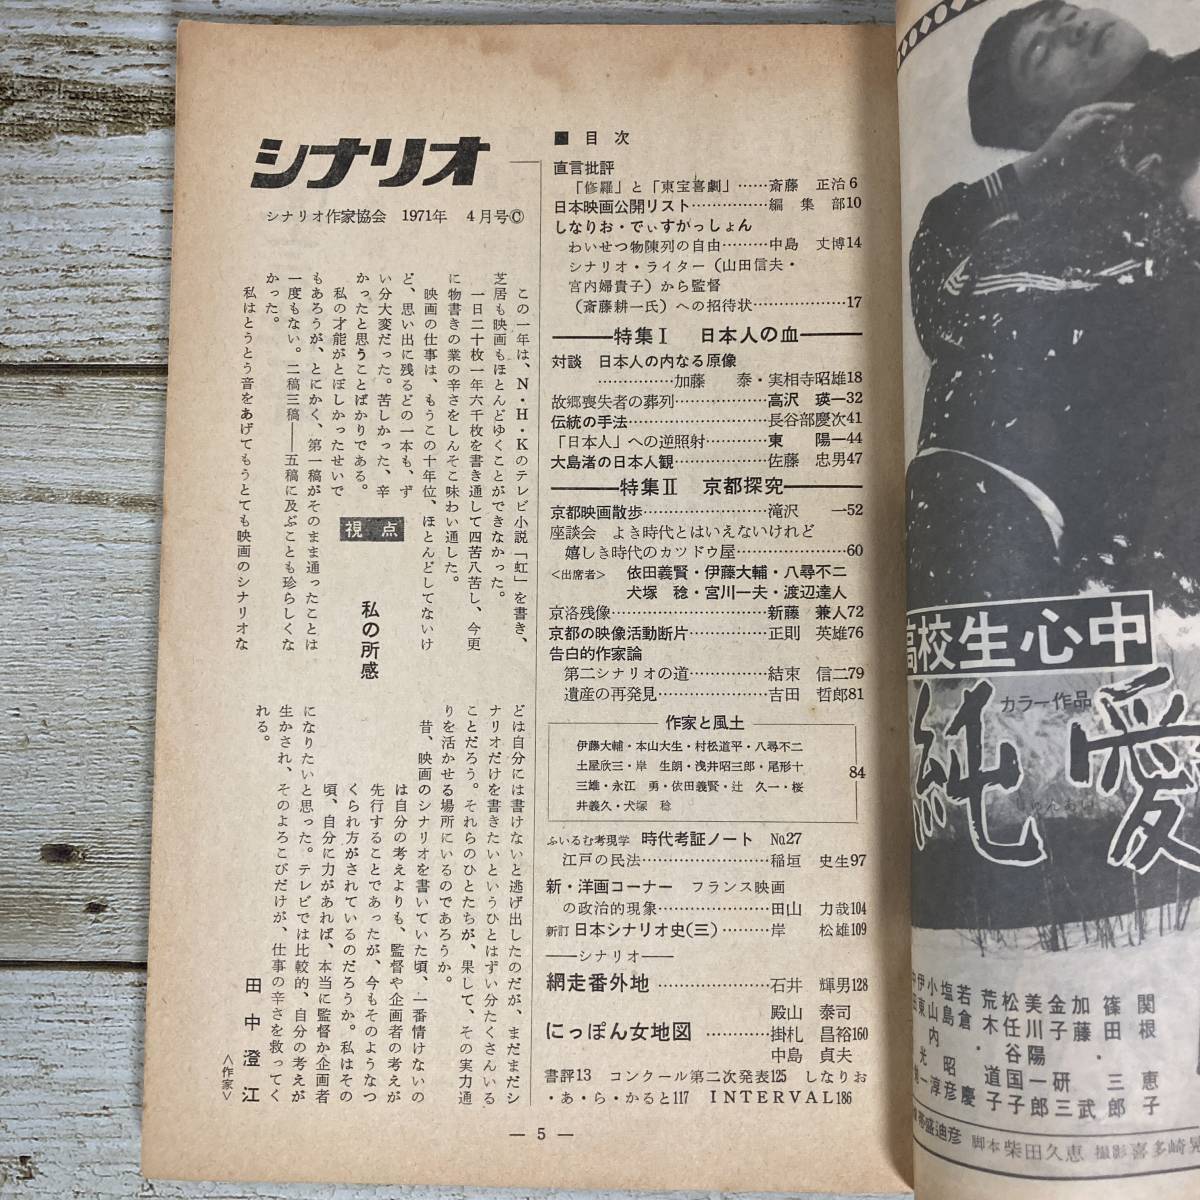 シナリオ
シナリオ作家協会 1971年 4月号©
■ 目次
直言批評
「修羅」と「東宝喜劇」……斎藤 正治6
日本映画公開リスト……………編集部10
しなりお・でぃすかっしょん
わいせつ物陳列の自由………中島 丈博14
シナリオ・ライター(山田信夫・
宮内婦貴子)から監督
(斎藤耕一氏)への招待状………………17
特集Ⅰ 日本人の血
対談 日本人の内なる原像
……………加藤 泰・実相寺昭雄18
故郷喪失者の葬列………………高沢 瑛一32
伝統の手法………………………長谷部慶次41
「日本人」への逆照射…………東 陽一44
大島渚の日本人観………………佐藤 忠男47
特集Ⅱ 京都探究
京都映画散歩……………………滝沢 一52
座談会 よき時代とはいえないけれど
嬉しき時代のカツドウ屋…………………60
<出席者> 依田義賢・伊藤大輔・八尋不二
犬塚 稔・宮川一夫・渡辺達人
京洛残像…………………………新藤 兼人72
京都の映像活動断片……………正則 英雄76
告白的作家論
第二シナリオの道……………結束 信二79
遺産の再発見…………………吉田 哲郎81
作家と風土
伊藤大輔・本山大生・村松道平・八尋不二
土屋欣三・岸 生朗・浅井昭三郎・尾形十
三雄・永江 勇・依田義賢・辻 久一・桜
井義久・犬塚 稔
84
ふいるむ考現学 時代考証ノート No.27
江戸の民法……………………稲垣 史生97
新・洋画コーナー フランス映画
の政治的現象…………………田山 力哉104
新訂 日本シナリオ史(三)………岸 松雄109
――シナリオ――
網走番外地………………………石井 輝男128
にっぽん女地図…………殿山 泰司
掛札 昌裕160
中島 貞夫
書評13 コンクール第二次発表125 しなりお
・あ・ら・かると117 INTERVAL186
視点
私の所感
この一年は、N・H・Kのテレビ小説「虹」を書き、
芝居も映画もほとんどゆくことができなかった。
一日二十枚一年六千枚を書き通して四苦八苦し、今更
に物書きの業の辛さをしんそこ味わい通した。
映画の仕事は、もうこの十年位、ほとんどしてないけ
ど、思い出に残るどの一本も、ず
い分大変だった。苦しかった、辛
かったと思うことばかりである。
私の才能がとぼしかったせいで
もあろうが、とにかく、第一稿がそのまま通ったことは
一度もない。二稿三稿――五稿に及ぶことも珍らしくな
かった。
私はとうとう音をあげてもうとても映画のシナリオな
どは自分には書けないと逃げ出したのだが、まだまだシ
ナリオだけを書きたいというひとはずい分たくさんいる
ことだろう。それらのひとたちが、果して、その実力通
りを活かせる場所にいるのであろうか。
昔、映画のシナリオを書いていた頃、一番情けないの
は自分の考えよりも、監督や企画者の考えが
先行することであったが、今もそのようなつ
くられ方がされているのだろうか。私はその
頃、自分に力があれば、本当に監督か企画者
になりたいと思った。テレビでは比較的、自分の考えが
生かされ、そのよろこびだけが、仕事の辛さを救ってく
れる。
田中澄江
<作家>
― 5 ―
高校生心中
純愛
じゅんあい
カラー作品
関根恵子
篠田三郎
加藤・武
金子研三
美川陽一郎
松任谷国子
荒木道子
若倉慶
塩島昭彦
小山内淳
脚本 柴田久恵 撮影 喜多崎晃